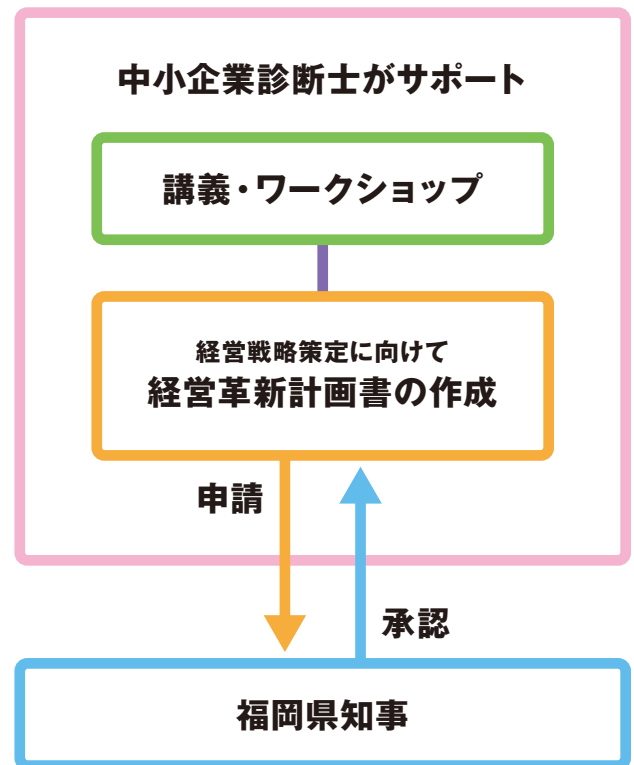 中小企業診断士がサポート
講義・ワークショップ
経営戦略策定に向けて
経営革新計画書の作成
申請
承認
福岡県知事